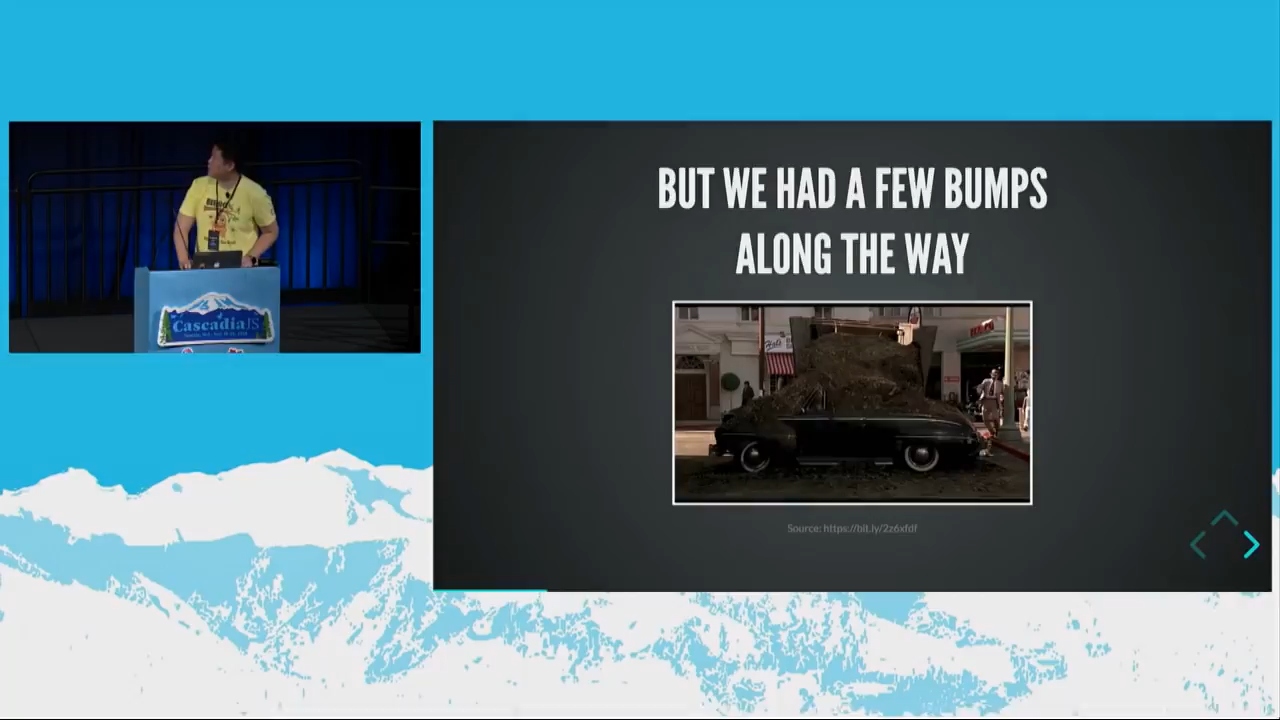 BUT WE HAD A FEW BUMPS
ALONG THE WAY
Source: https://bit.ly/2z6xfdf
CascadiaJS